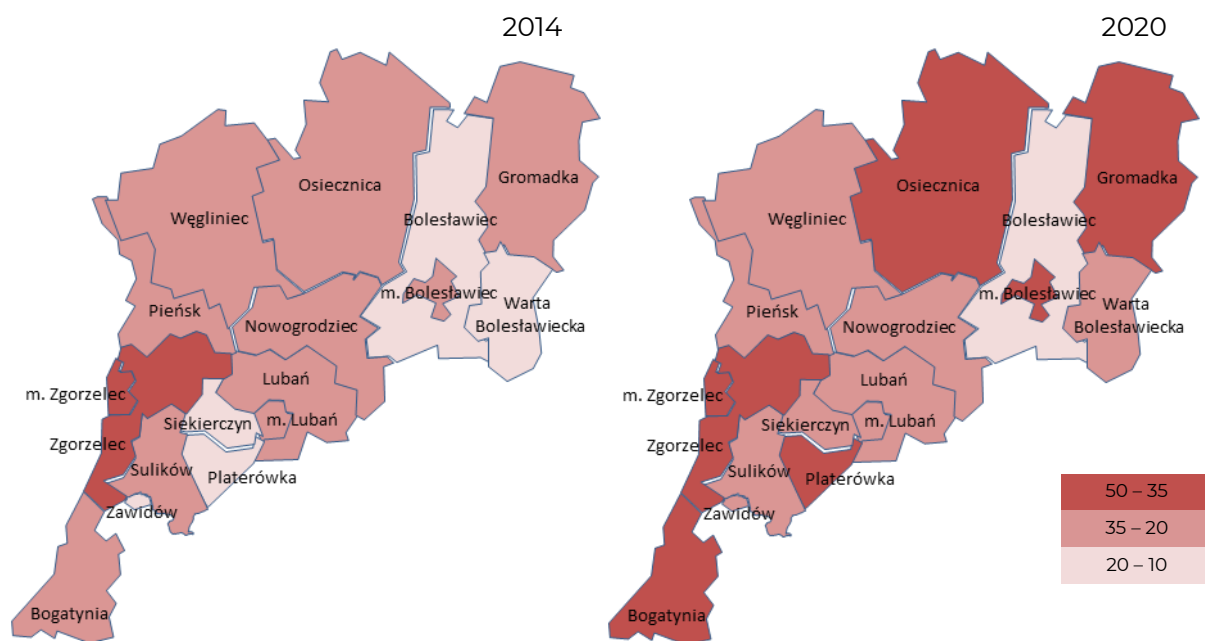 2014
Osiecznica
Gromadka
Węgliniec
Bolesławiec
m. Bolesławiec
Warta
Bolesławiecka
Pieńsk
Nowogrodziec
Lubań
m. Zgorzelec
Siekierczyn
m. Lubań
Zgorzelec
Sulików
Platerówka
Zawidów
Bogatynia
2020
Osiecznica
Gromadka
Węgliniec
Bolesławiec
m. Bolesławiec
Warta
Bolesławiecka
Pieńsk
Nowogrodziec
Lubań
m. Zgorzelec
Siekierczyn
m. Lubań
Zgorzelec
Sulików
Platerówka
Zawidów
Bogatynia
50 – 35
35 – 20
20 – 10